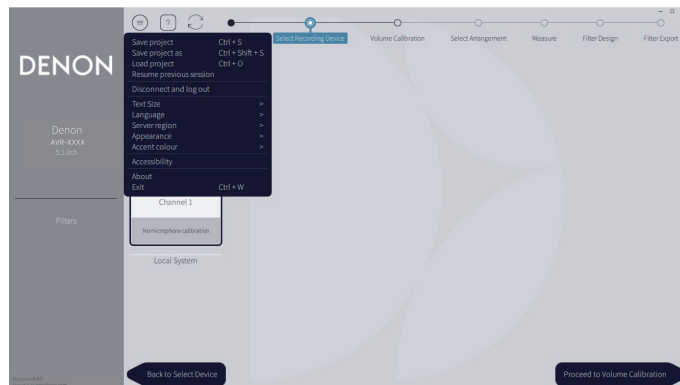 ?
Select Recording Device
Volume Calibration
Select Arrangement
Measure
Filter Design
Filter Export
DENON
Denon
AVR-XXXX
5.1.0ch
Filters
Save project Ctrl + S
Save project as Ctrl + Shift + S
Load project Ctrl + O
Resume previous session
Disconnect and log out
Text Size >
Language >
Server region >
Appearance >
Accent colour >
Accessibility
About
Exit Ctrl + W
Channel 1
No microphone calibration
Local System
Back to Select Device
Proceed to Volume Calibration